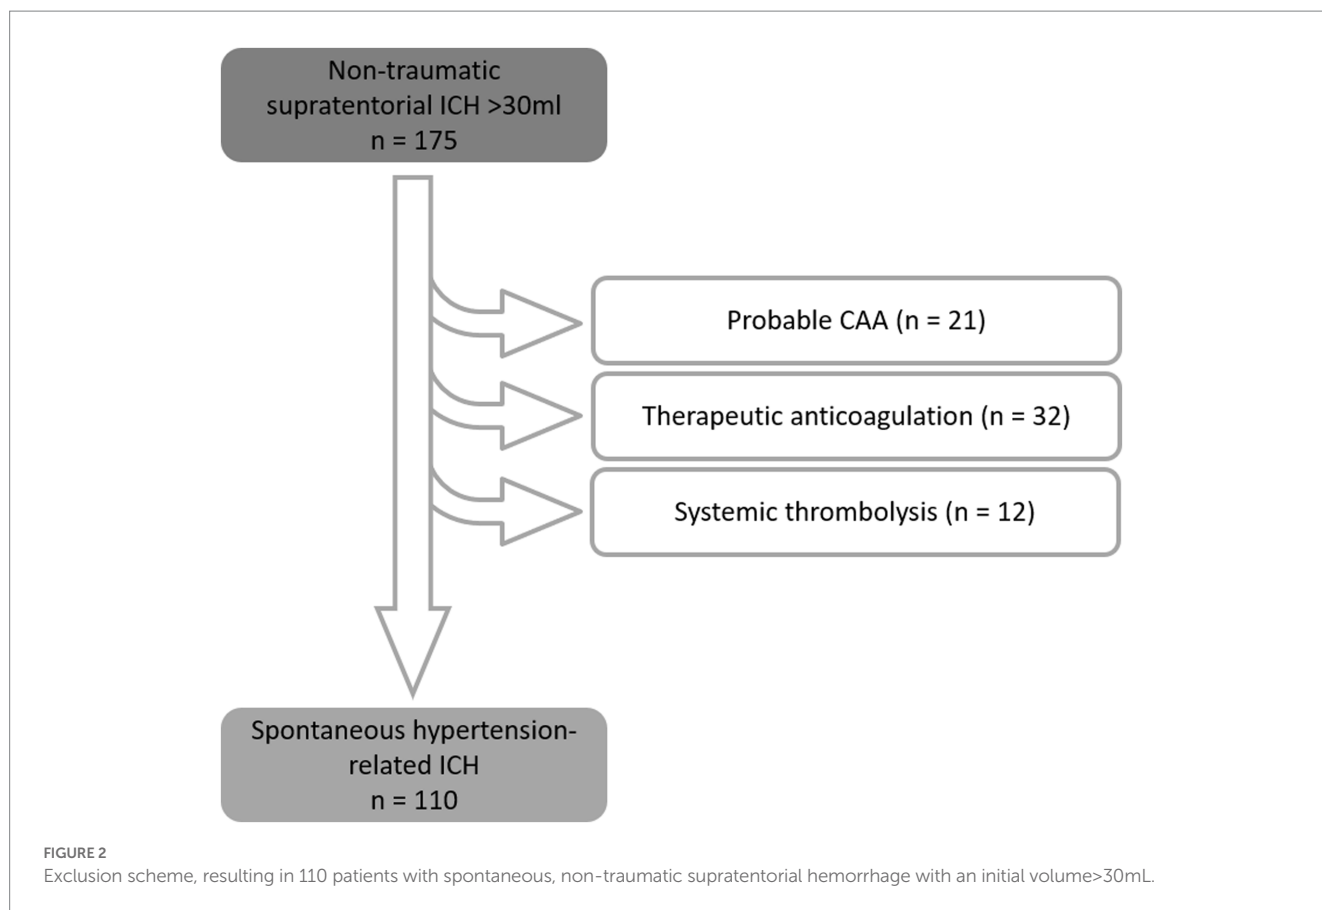 Non-traumatic
supratentorial ICH >30ml
n = 175
Probable CAA (n = 21)
Therapeutic anticoagulation (n = 32)
Systemic thrombolysis (n = 12)
Spontaneous hypertension-
related ICH
n = 110
FIGURE 2
Exclusion scheme, resulting in 110 patients with spontaneous, non-traumatic supratentorial hemorrhage with an initial volume>30mL.